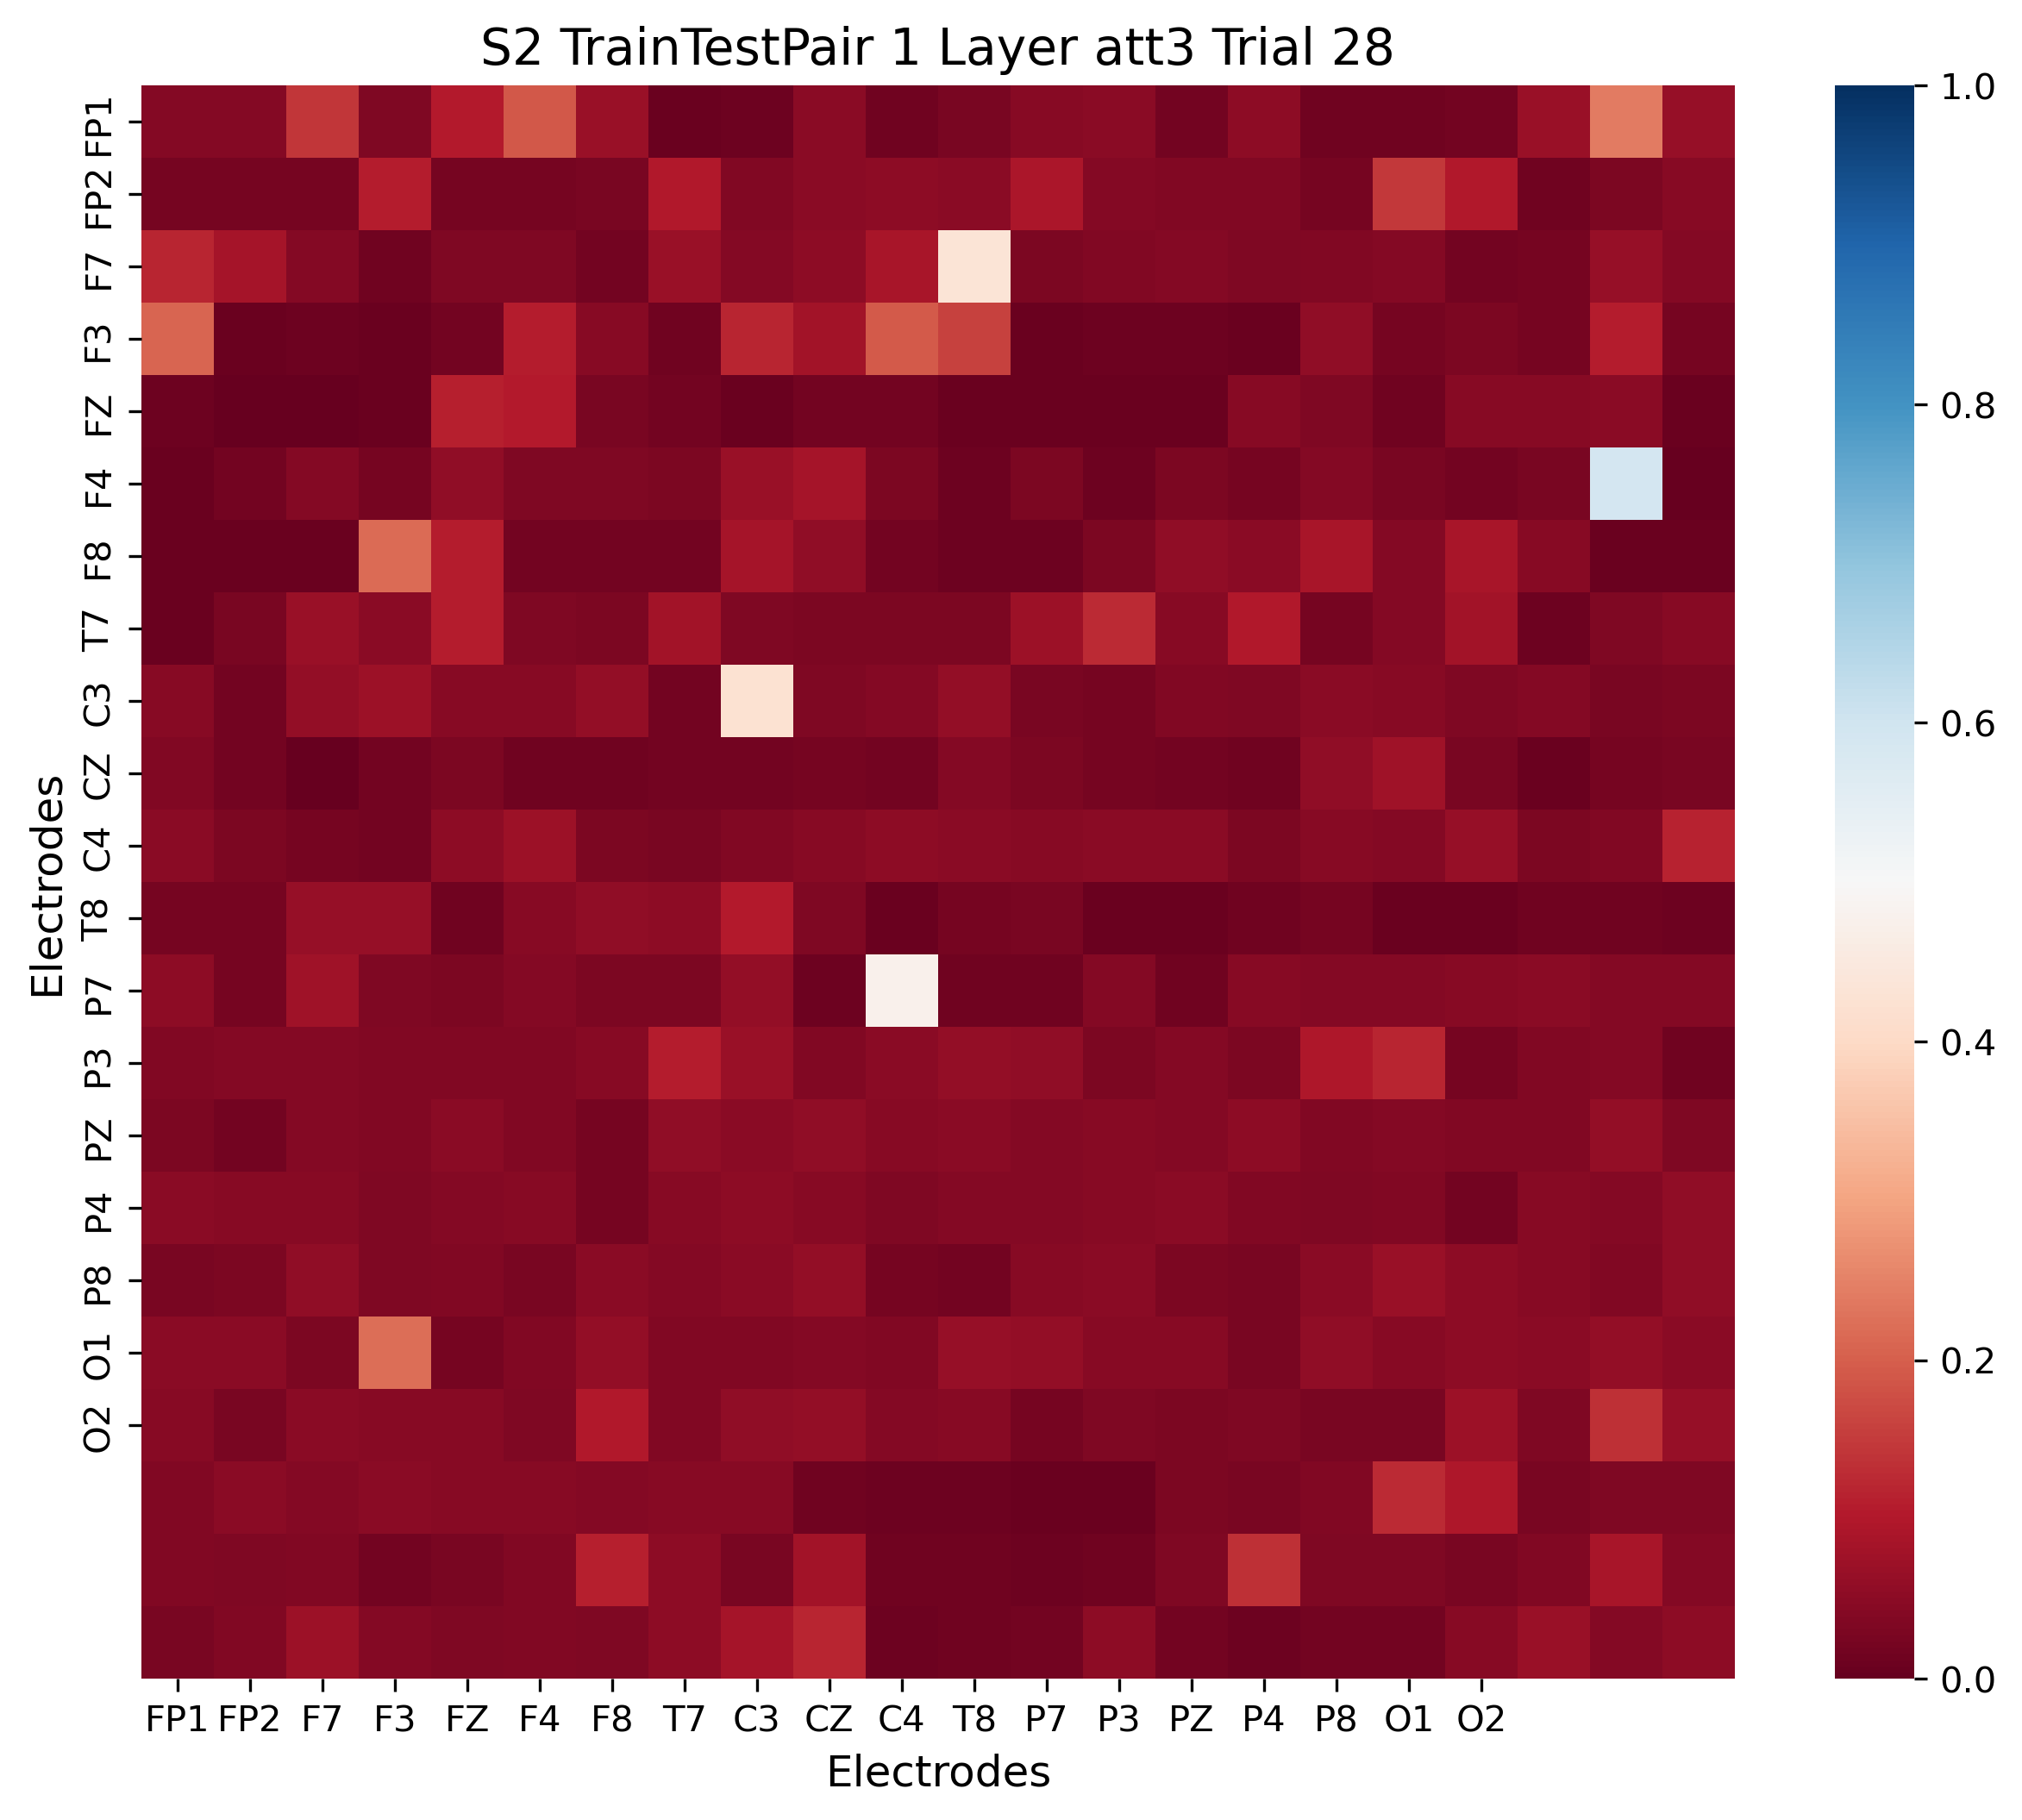 S2 TrainTestPair 1 Layer att3 Trial 28
Electrodes
FP1
FP2
F7
F3
FZ
F4
F8
T7
C3
CZ
C4
T8
P7
P3
PZ
P4
P8
O1
O2
FP1 FP2 F7 F3 FZ F4 F8 T7 C3 CZ C4 T8 P7 P3 PZ P4 P8 O1 O2
Electrodes
1.0
0.8
0.6
0.4
0.2
0.0